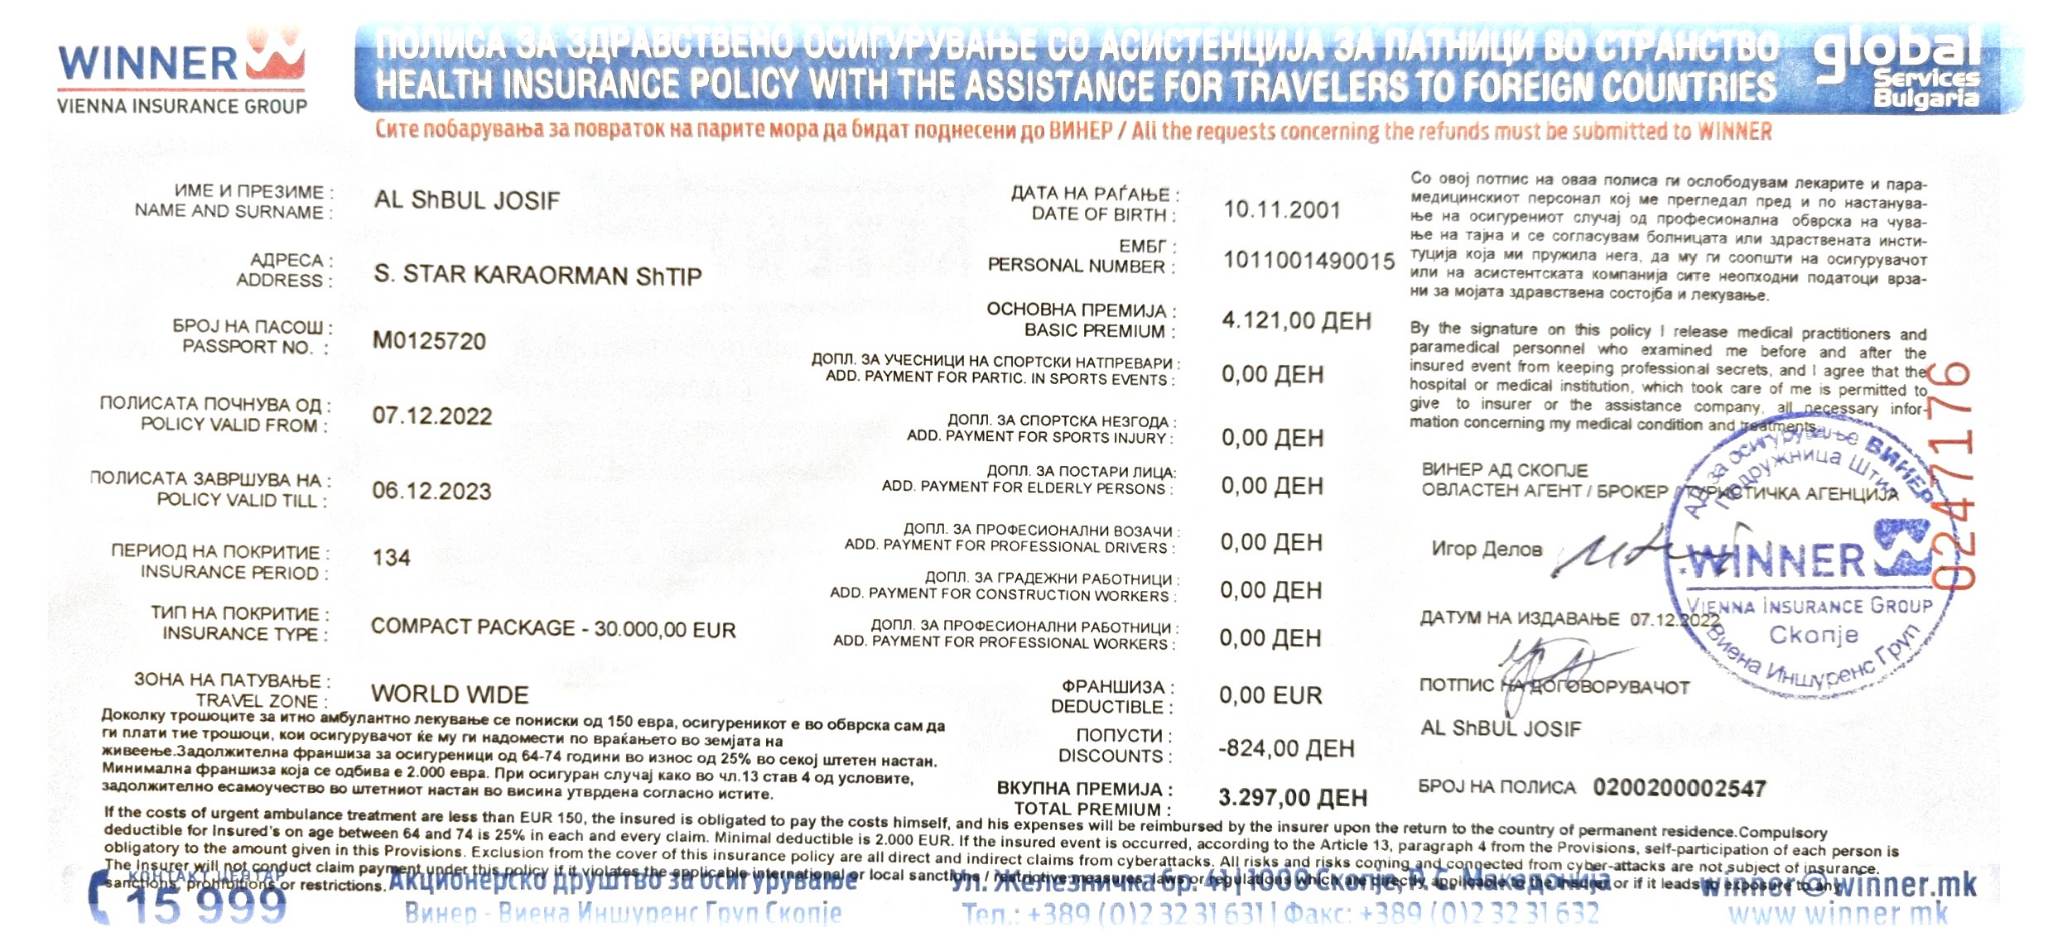 WINNER
VIENNA INSURANCE GROUP
ПОЛИСА ЗА ЗДРАВСТВЕНО ОСИГУРУВАЊЕ СО АСИСТЕНЦИЈА ЗА ПАТНИЦИ ВО СТРАНСТВО
HEALTH INSURANCE POLICY WITH THE ASSISTANCE FOR TRAVELERS TO FOREIGN COUNTRIES
global
Services
Bulgaria
Сите побарувања за повраток на парите мора да бидат поднесени до ВИНЕР / All the requests concerning the refunds must be submitted to WINNER
ИМЕ И ПРЕЗИМЕ :
NAME AND SURNAME :
AL ShBUL JOSIF
АДРЕСА :
ADDRESS :
S. STAR KARAORMAN ShTIP
БРОЈ НА ПАСОШ :
PASSPORT NO. :
M0125720
ПОЛИСАТА ПОЧНУВА ОД :
POLICY VALID FROM :
07.12.2022
ПОЛИСАТА ЗАВРШУВА НА :
POLICY VALID TILL :
06.12.2023
ПЕРИОД НА ПОКРИТИЕ :
INSURANCE PERIOD :
134
ТИП НА ПОКРИТИЕ :
INSURANCE TYPE :
COMPACT PACKAGE - 30.000,00 EUR
ЗОНА НА ПАТУВАЊЕ :
TRAVEL ZONE :
WORLD WIDE
ДАТА НА РАЃАЊЕ :
DATE OF BIRTH :
10.11.2001
ЕМБГ :
PERSONAL NUMBER :
1011001490015
ОСНОВНА ПРЕМИЈА :
BASIC PREMIUM :
4.121,00 ДЕН
ДОПЛ. ЗА УЧЕСНИЦИ НА СПОРТСКИ НАТПРЕВАРИ :
ADD. PAYMENT FOR PARTIC. IN SPORTS EVENTS :
0,00 ДЕН
ДОПЛ. ЗА СПОРТСКА НЕЗГОДА :
ADD. PAYMENT FOR SPORTS INJURY :
0,00 ДЕН
ДОПЛ. ЗА ПОСТАРИ ЛИЦА:
ADD. PAYMENT FOR ELDERLY PERSONS :
0,00 ДЕН
ДОПЛ. ЗА ПРОФЕСИОНАЛНИ ВОЗАЧИ :
ADD. PAYMENT FOR PROFESSIONAL DRIVERS :
0,00 ДЕН
ДОПЛ. ЗА ГРАДЕЖНИ РАБОТНИЦИ :
ADD. PAYMENT FOR CONSTRUCTION WORKERS :
0,00 ДЕН
ДОПЛ. ЗА ПРОФЕСИОНАЛНИ РАБОТНИЦИ :
ADD. PAYMENT FOR PROFESSIONAL WORKERS :
0,00 ДЕН
ФРАНШИЗА :
DEDUCTIBLE :
0,00 EUR
ПОПУСТИ :
DISCOUNTS :
-824,00 ДЕН
ВКУПНА ПРЕМИЈА :
TOTAL PREMIUM :
3.297,00 ДЕН
Со овој потпис на оваа полиса ги ослободувам лекарите и пара-
медицинскиот персонал кој ме прегледал пред и по настанува-
ње на осигурениот случај од професионална обврска на чува-
ње на тајна и се согласувам болницата или здраствената инсти-
туција која ми пружила нега, да му ги соопшти на осигурувачот
или на асистентската компанија сите неопходни податоци врза-
ни за мојата здравствена состојба и лекување.
By the signature on this policy I release medical practitioners and
paramedical personnel who examined me before and after the
insured event from keeping professional secrets, and I agree that the
hospital or medical institution, which took care of me is permitted to
give to insurer or the assistance company, all necessary infor-
mation concerning my medical condition and treatments.
0247176
ВИНЕР АД СКОПЈЕ
ОВЛАСТЕН АГЕНТ / БРОКЕР / ТУРИСТИЧКА АГЕНЦИЈА
Игор Делов
АД за осигурување ВИНЕР
Подружница Штип
WINNER
VIENNA INSURANCE GROUP
Скопје
Виена Иншуренс Груп
ДАТУМ НА ИЗДАВАЊЕ 07.12.2022
ПОТПИС НА ДОГОВОРУВАЧОТ
AL ShBUL JOSIF
БРОЈ НА ПОЛИСА 0200200002547
Доколку трошоците за итно амбулантно лекување се пониски од 150 евра, осигуреникот е во обврска сам да
ги плати тие трошоци, кои осигурувачот ќе му ги надомести по враќањето во земјата на
живеење.Задолжителна франшиза за осигуреници од 64-74 години во износ од 25% во секој штетен настан.
Минимална франшиза која се одбива е 2.000 евра. При осигуран случај како во чл.13 став 4 од условите,
задолжително есамоучество во штетниот настан во висина утврдена согласно истите.
If the costs of urgent ambulance treatment are less than EUR 150, the insured is obligated to pay the costs himself, and his expenses will be reimbursed by the insurer upon the return to the country of permanent residence.Compulsory
deductible for Insured's on age between 64 and 74 is 25% in each and every claim. Minimal deductible is 2.000 EUR. If the insured event is occurred, according to the Article 13, paragraph 4 from the Provisions, self-participation of each person is
obligatory to the amount given in this Provisions. Exclusion from the cover of this insurance policy are all direct and indirect claims from cyberattacks. All risks and risks coming and connected from cyber-attacks are not subject of insurance.
The Insurer will not conduct claim payment under this policy if it violates the applicable international or local sanctions / restrictive measures, laws or regulations which are directly applicable to the Insurer or if it leads to exposure to any
sanctions, prohibitions or restrictions.
КОНТАКТ ЦЕНТАР
15 999
Акционерско друштво за осигурување
Винер - Виена Иншуренс Груп Скопје
ул. Железничка бр. 41, 1000 Скопје, Р. С. Македонија
Тел.: +389 (0)2 32 31 631 | Факс: +389 (0)2 32 31 632
winner@winner.mk
www.winner.mk